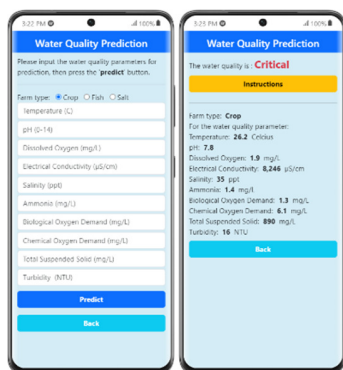 5:22 PM
100%
Water Quality Prediction
Please input the water quality parameters for
prediction, then press the 'predict' button.
Farm type: Crop Fish Salt
Temperature (C)
pH (0-14)
Dissolved Oxygen (mg/L)
Electrical Conductivity (µS/cm)
Salinity (ppt)
Ammonia (mg/L)
Biological Oxygen Demand (mg/L)
Chemical Oxygen Demand (mg/L)
Total Suspended Solid (mg/L)
Turbidity (NTU)
Predict
Back
5:23 PM
100%
Water Quality Prediction
The water quality is : Critical
Instructions
Farm type: Crop
For the water quality parameter:
Temperature: 26.2 Celcius
pH: 7.8
Dissolved Oxygen: 1.9 mg/L
Electrical Conductivity: 8,246 µS/cm
Salinity: 35 ppt
Ammonia: 1.4 mg/L
Biological Oxygen Demand: 1.3 mg/L
Chemical Oxygen Demand: 6.1 mg/L
Total Suspended Solid: 890 mg/L
Turbidity: 16 NTU
Back